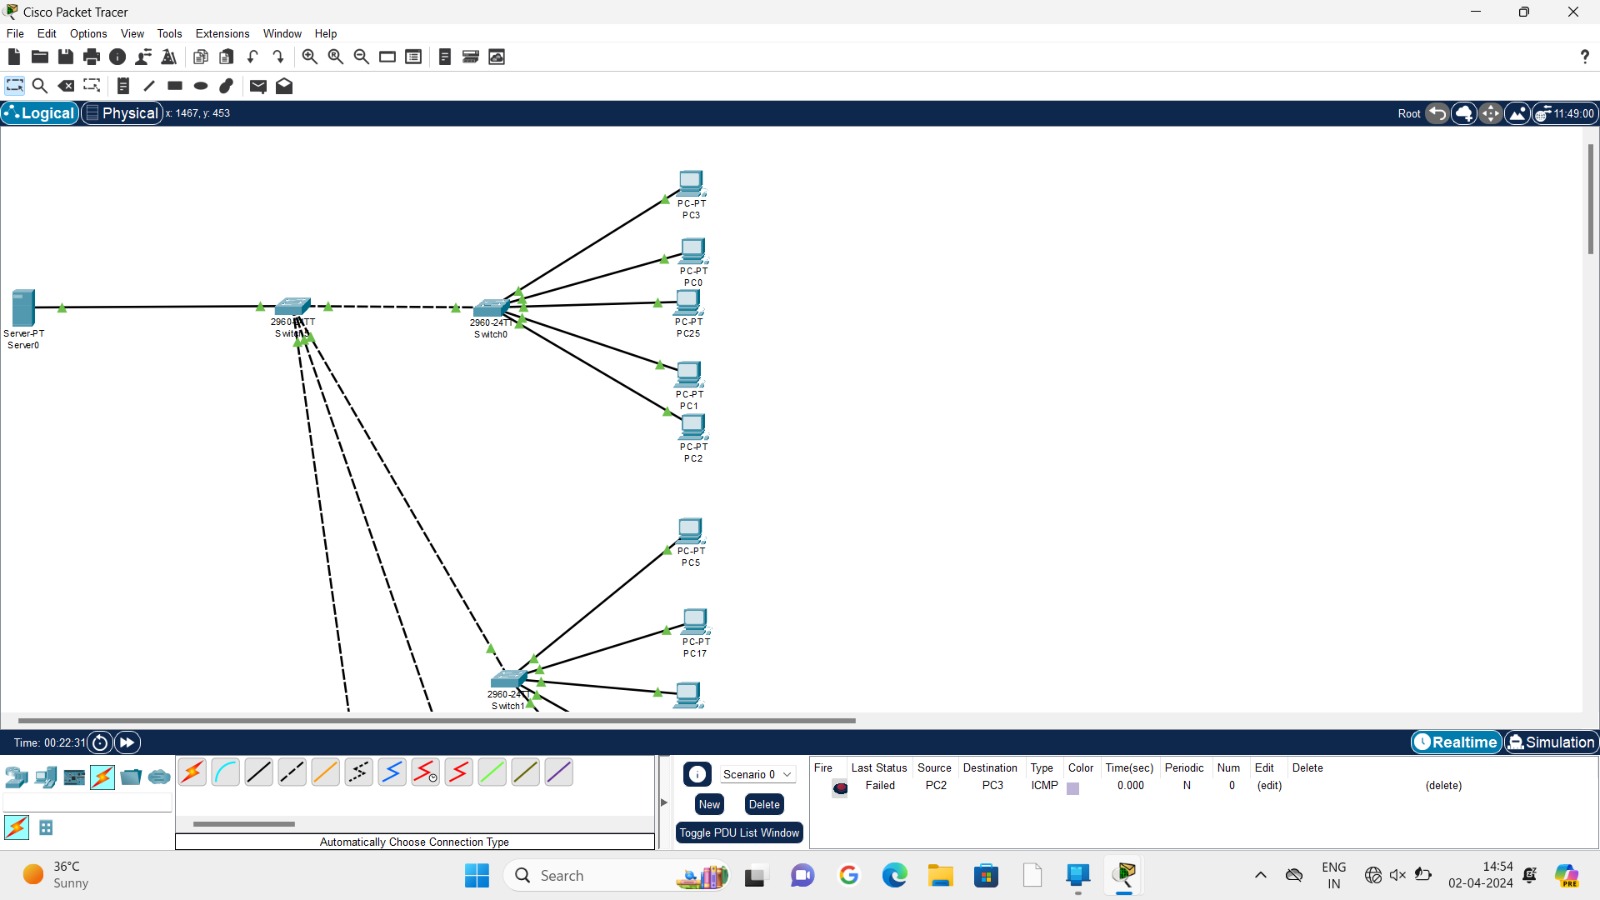 Cisco Packet Tracer
File Edit Options View Tools Extensions Window Help
?
Logical Physical x: 1467, y: 453 Root 11:49:00
PC-PT
PC3
PC-PT
PC0
PC-PT
PC25
Server-PT
Server0
2960-24TT
Switch0
PC-PT
PC1
PC-PT
PC2
PC-PT
PC5
PC-PT
PC17
2960-24TT
Switch1
Time: 00:22:31 Realtime Simulation
Scenario 0
New Delete
Toggle PDU List Window
Fire Last Status Source Destination Type Color Time(sec) Periodic Num Edit Delete
Failed PC2 PC3 ICMP 0.000 N 0 (edit) (delete)
Automatically Choose Connection Type
36°C
Sunny
Search
ENG
IN
14:54
02-04-2024
PRE